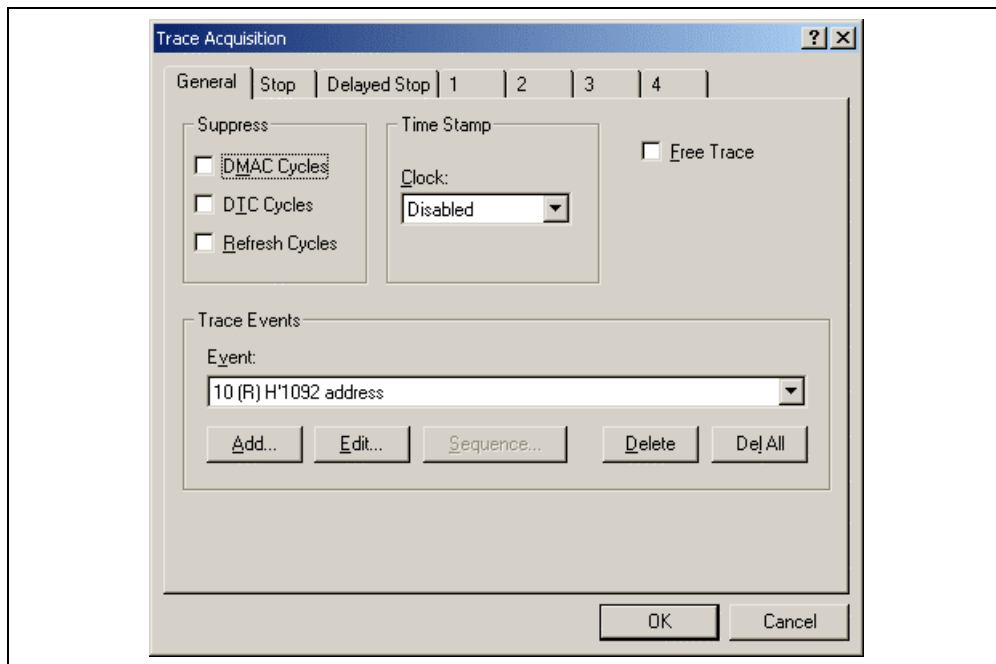 Trace Acquisition
General Stop Delayed Stop 1 2 3 4
Suppress
DMAC Cycles
DTC Cycles
Refresh Cycles
Time Stamp
Clock:
Disabled
Free Trace
Trace Events
Event:
10 (R) H'1092 address
Add... Edit... Sequence... Delete Del All
OK Cancel